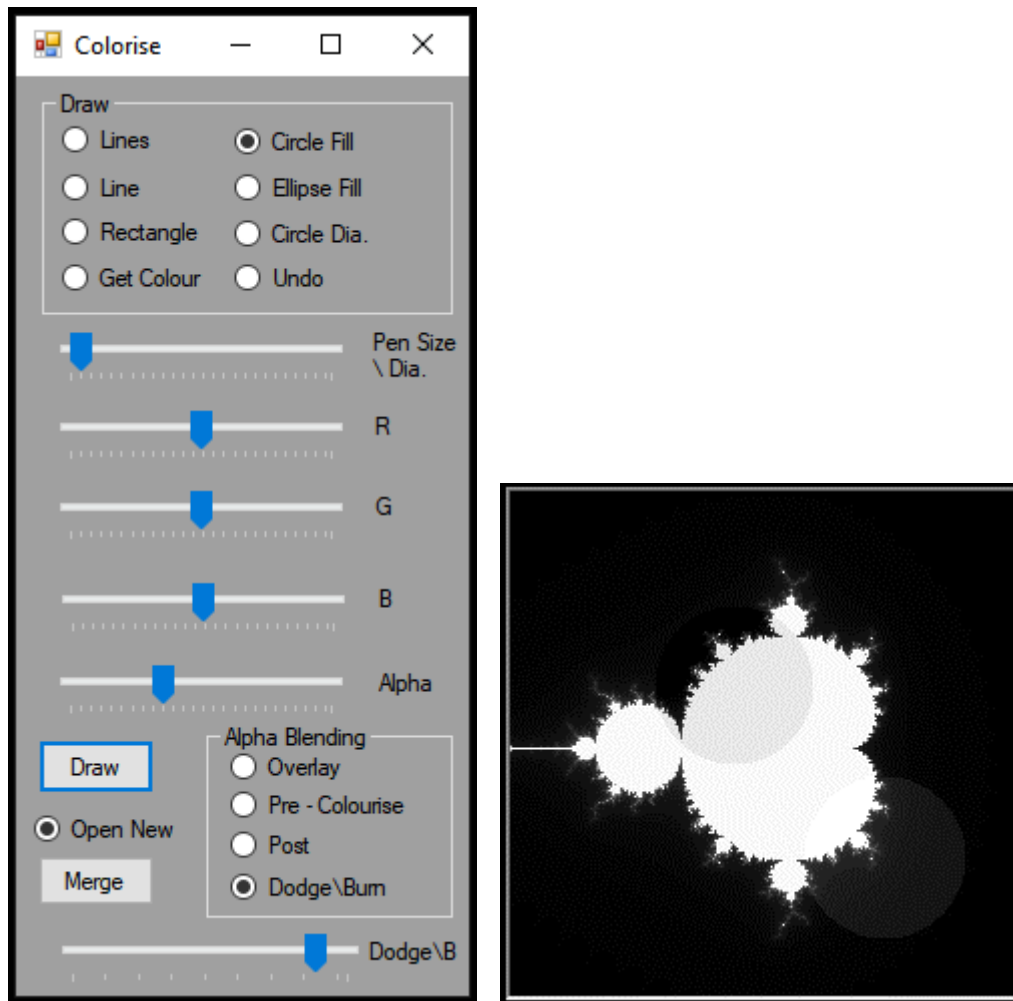 Colorise
Draw
Lines
Circle Fill
Line
Ellipse Fill
Rectangle
Circle Dia.
Get Colour
Undo
Pen Size
\ Dia.
R
G
B
Alpha
Draw
Alpha Blending
Overlay
Pre - Colourise
Open New
Post
Merge
Dodge\Burn
Dodge\B